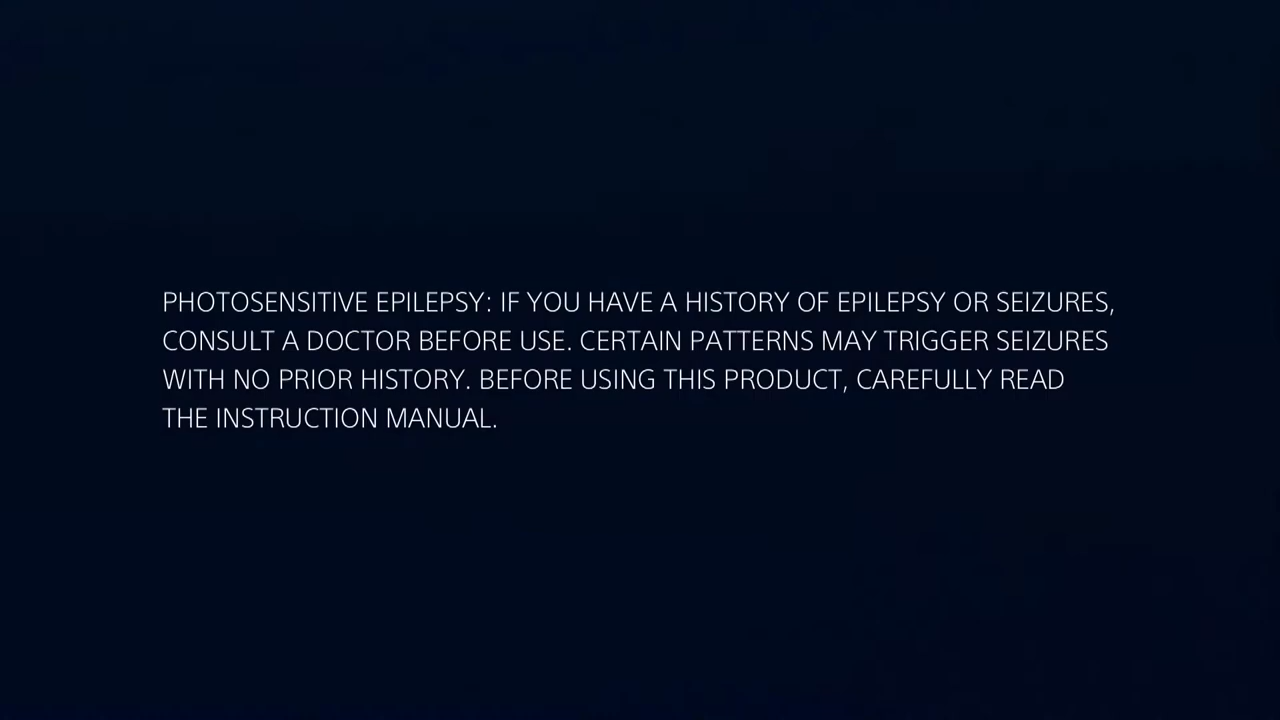 PHOTOSENSITIVE EPILEPSY: IF YOU HAVE A HISTORY OF EPILEPSY OR SEIZURES,
CONSULT A DOCTOR BEFORE USE. CERTAIN PATTERNS MAY TRIGGER SEIZURES
WITH NO PRIOR HISTORY. BEFORE USING THIS PRODUCT, CAREFULLY READ
THE INSTRUCTION MANUAL.